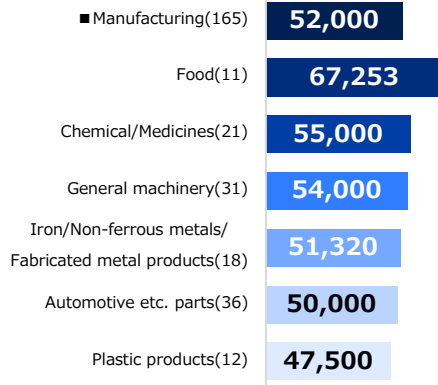 ■Manufacturing(165) 52,000
Food(11) 67,253
Chemical/Medicines(21) 55,000
General machinery(31) 54,000
Iron/Non-ferrous metals/
Fabricated metal products(18) 51,320
Automotive etc. parts(36) 50,000
Plastic products(12) 47,500